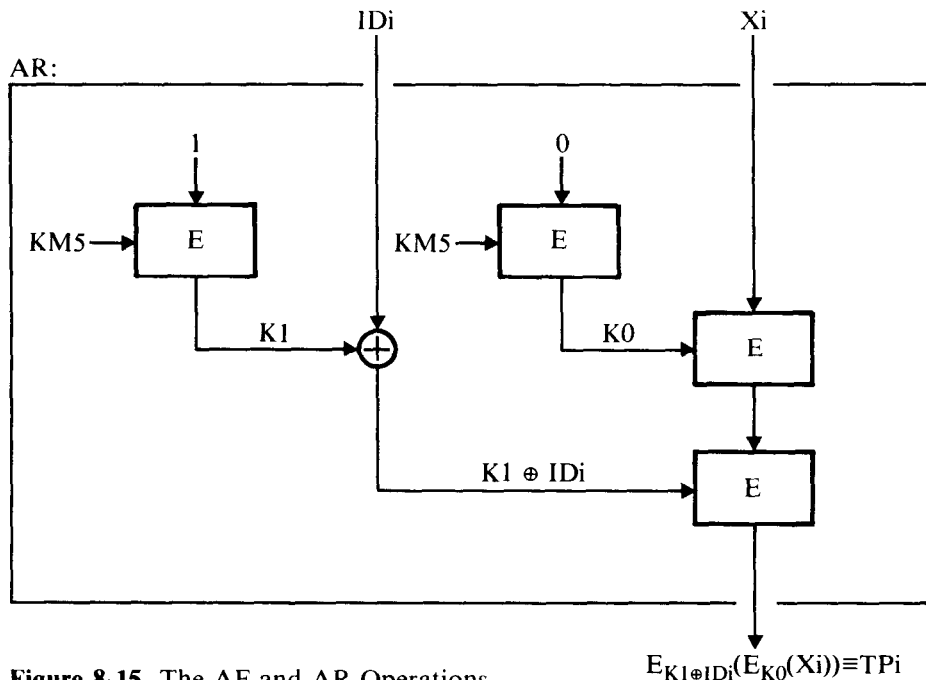 IDi
Xi
AR:
1
0
KM5
E
KM5
E
K1
K0
E
K1 ⊕ IDi
E
E_{K1⊕IDi}(E_{K0}(Xi))≡TPi
Figure 8-15 The AF and AR Operations